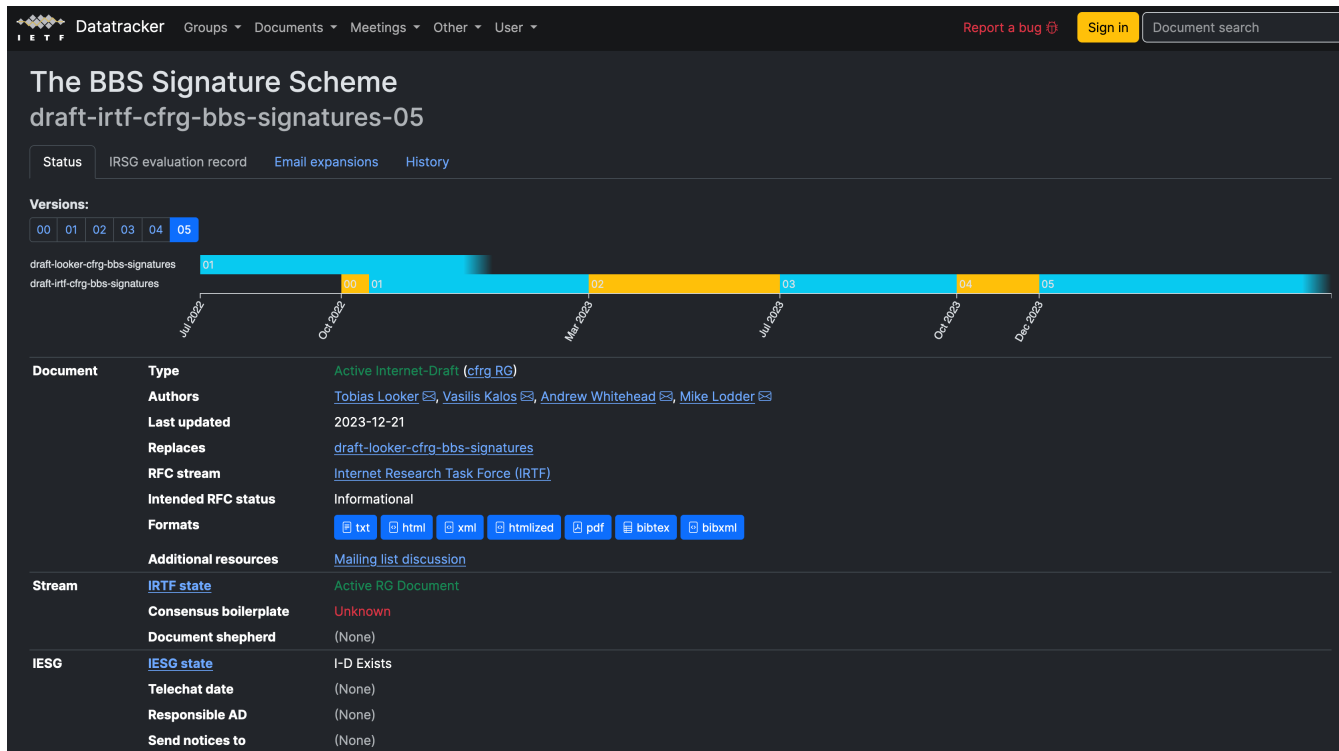 IETF Datatracker Groups Documents Meetings Other User Report a bug Sign in Document search
The BBS Signature Scheme
draft-irtf-cfrg-bbs-signatures-05
Status IRSG evaluation record Email expansions History
Versions:
00 01 02 03 04 05
draft-looker-cfrg-bbs-signatures 01
draft-irtf-cfrg-bbs-signatures 00 01 02 03 04 05
Jul 2022 Oct 2022 Mar 2023 Jul 2023 Oct 2023 Dec 2023
Document Type Active Internet-Draft (cfrg RG)
Authors Tobias Looker, Vasilis Kalos, Andrew Whitehead, Mike Lodder
Last updated 2023-12-21
Replaces draft-looker-cfrg-bbs-signatures
RFC stream Internet Research Task Force (IRTF)
Intended RFC status Informational
Formats txt html xml htmlized pdf bibtex bibxml
Additional resources Mailing list discussion
Stream IRTF state Active RG Document
Consensus boilerplate Unknown
Document shepherd (None)
IESG IESG state I-D Exists
Telechat date (None)
Responsible AD (None)
Send notices to (None)